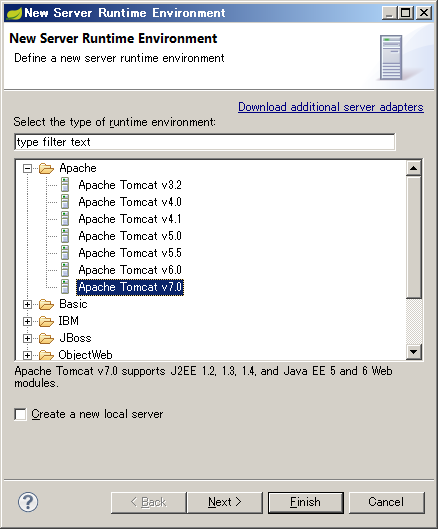 New Server Runtime Environment
New Server Runtime Environment
Define a new server runtime environment
Download additional server adapters
Select the type of runtime environment:
type filter text
Apache
Apache Tomcat v3.2
Apache Tomcat v4.0
Apache Tomcat v4.1
Apache Tomcat v5.0
Apache Tomcat v5.5
Apache Tomcat v6.0
Apache Tomcat v7.0
Basic
IBM
JBoss
ObjectWeb
Apache Tomcat v7.0 supports J2EE 1.2, 1.3, 1.4, and Java EE 5 and 6 Web
modules.
Create a new local server
? < Back Next > Finish Cancel